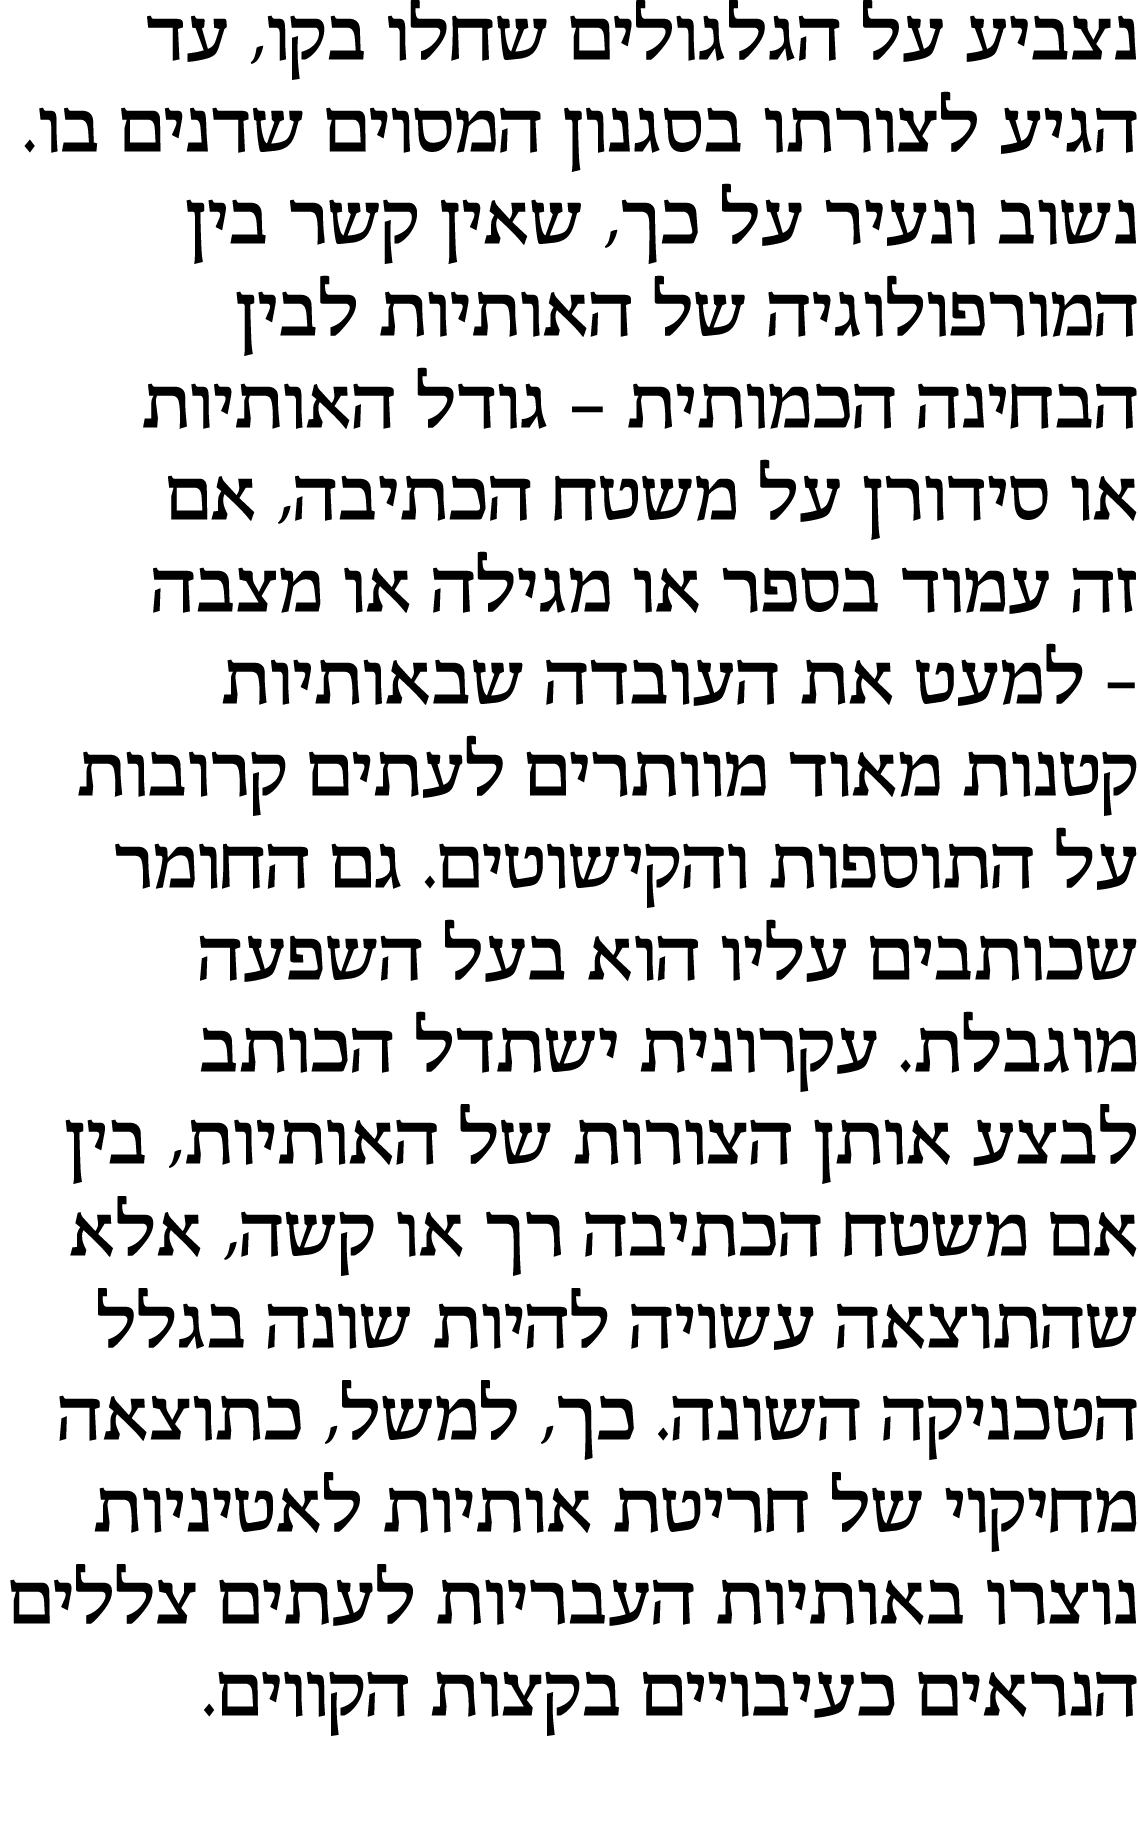 נצביע על הגלגולים שחלו בקו, עד
הגיע לצורתו בסגנון המסוים שדנים בו.
נשוב ונעיר על כך, שאין קשר בין
המורפולוגיה של האותיות לבין
הבחינה הכמותית – גודל האותיות
או סידורן על משטח הכתיבה, אם
זה עמוד בספר או מגילה או מצבה
– למעט את העובדה שבאותיות
קטנות מאוד מוותרים לעתים קרובות
על התוספות והקישוטים. גם החומר
שכותבים עליו הוא בעל השפעה
מוגבלת. עקרונית ישתדל הכותב
לבצע אותן הצורות של האותיות, בין
אם משטח הכתיבה רך או קשה, אלא
שהתוצאה עשויה להיות שונה בגלל
הטכניקה השונה. כך, למשל, כתוצאה
מחיקוי של חריטת אותיות לאטיניות
נוצרו באותיות העבריות לעתים צללים
הנראים כעיבויים בקצות הקווים.